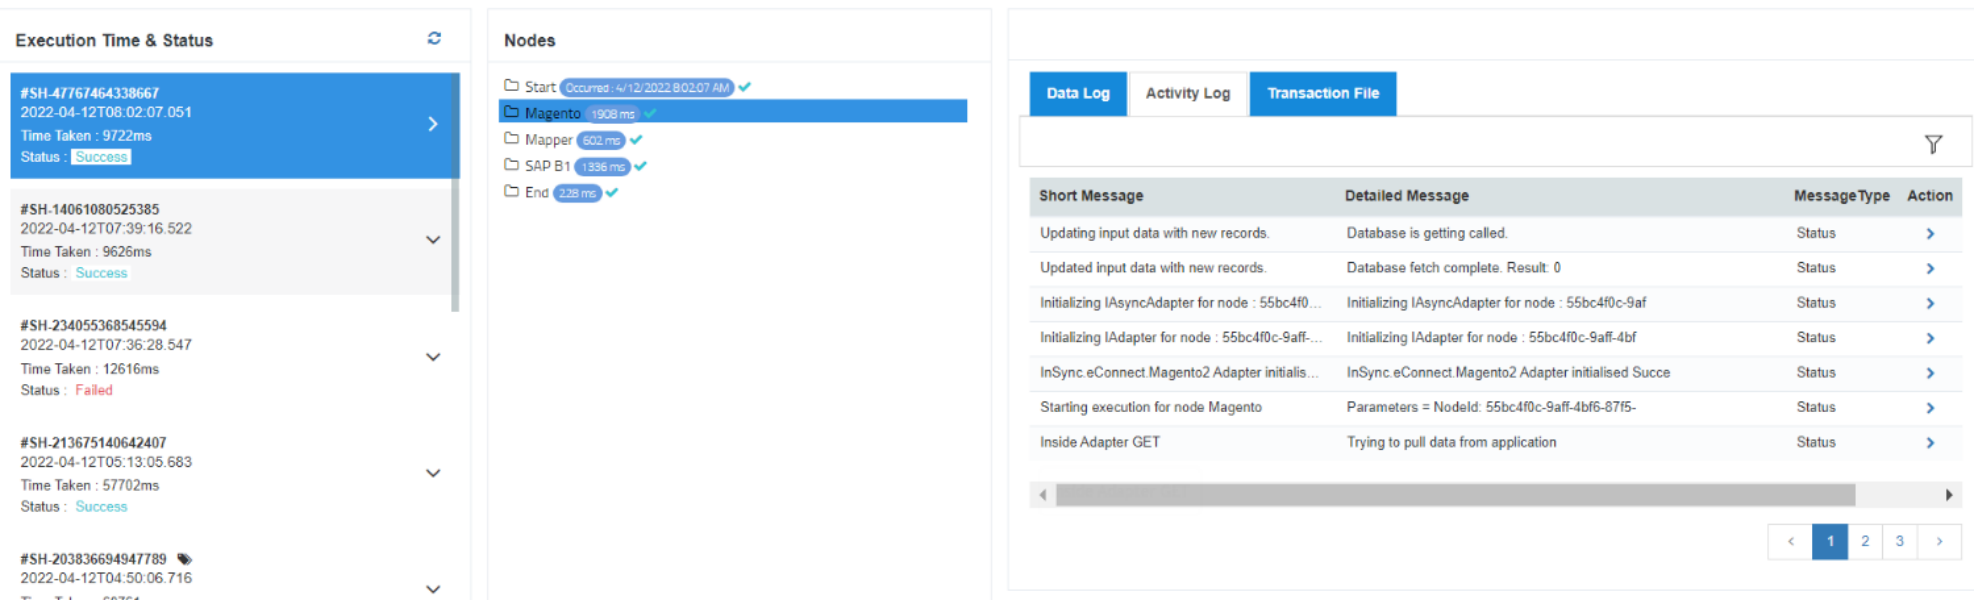 Execution Time & Status
#SH-47767464338667
2022-04-12T08:02:07.051
Time Taken : 9722ms
Status : Success
#SH-14061080525385
2022-04-12T07:39:16.522
Time Taken : 9626ms
Status : Success
#SH-234055368545594
2022-04-12T07:36:28.547
Time Taken : 12616ms
Status : Failed
#SH-213675140642407
2022-04-12T05:13:05.683
Time Taken : 57702ms
Status : Success
#SH-203836694947789
2022-04-12T04:50:06.716
Nodes
Start Occurred : 4/12/2022 8:02:07 AM
Magento 1908 ms
Mapper 602 ms
SAP B1 1336 ms
End 228 ms
Data Log Activity Log Transaction File
Short Message Detailed Message MessageType Action
Updating input data with new records. Database is getting called. Status
Updated input data with new records. Database fetch complete. Result: 0 Status
Initializing IAsyncAdapter for node : 55bc4f0... Initializing IAsyncAdapter for node : 55bc4f0c-9af Status
Initializing IAdapter for node : 55bc4f0c-9aff-... Initializing IAdapter for node : 55bc4f0c-9aff-4bf Status
InSync.eConnect.Magento2 Adapter initialis... InSync.eConnect.Magento2 Adapter initialised Succe Status
Starting execution for node Magento Parameters = NodeId: 55bc4f0c-9aff-4bf6-87f5- Status
Inside Adapter GET Trying to pull data from application Status
< 1 2 3 >